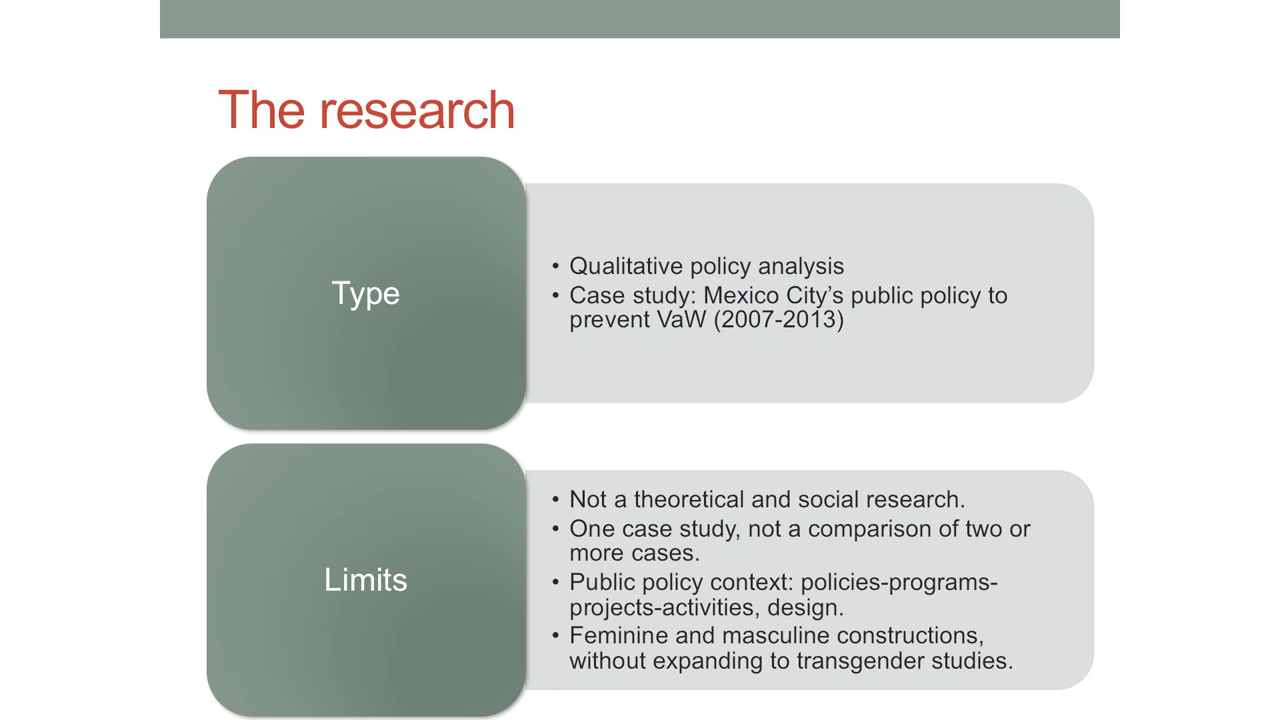 The research
Type
• Qualitative policy analysis
• Case study: Mexico City’s public policy to
prevent VaW (2007-2013)
Limits
• Not a theoretical and social research.
• One case study, not a comparison of two or
more cases.
• Public policy context: policies-programs-
projects-activities, design.
• Feminine and masculine constructions,
without expanding to transgender studies.